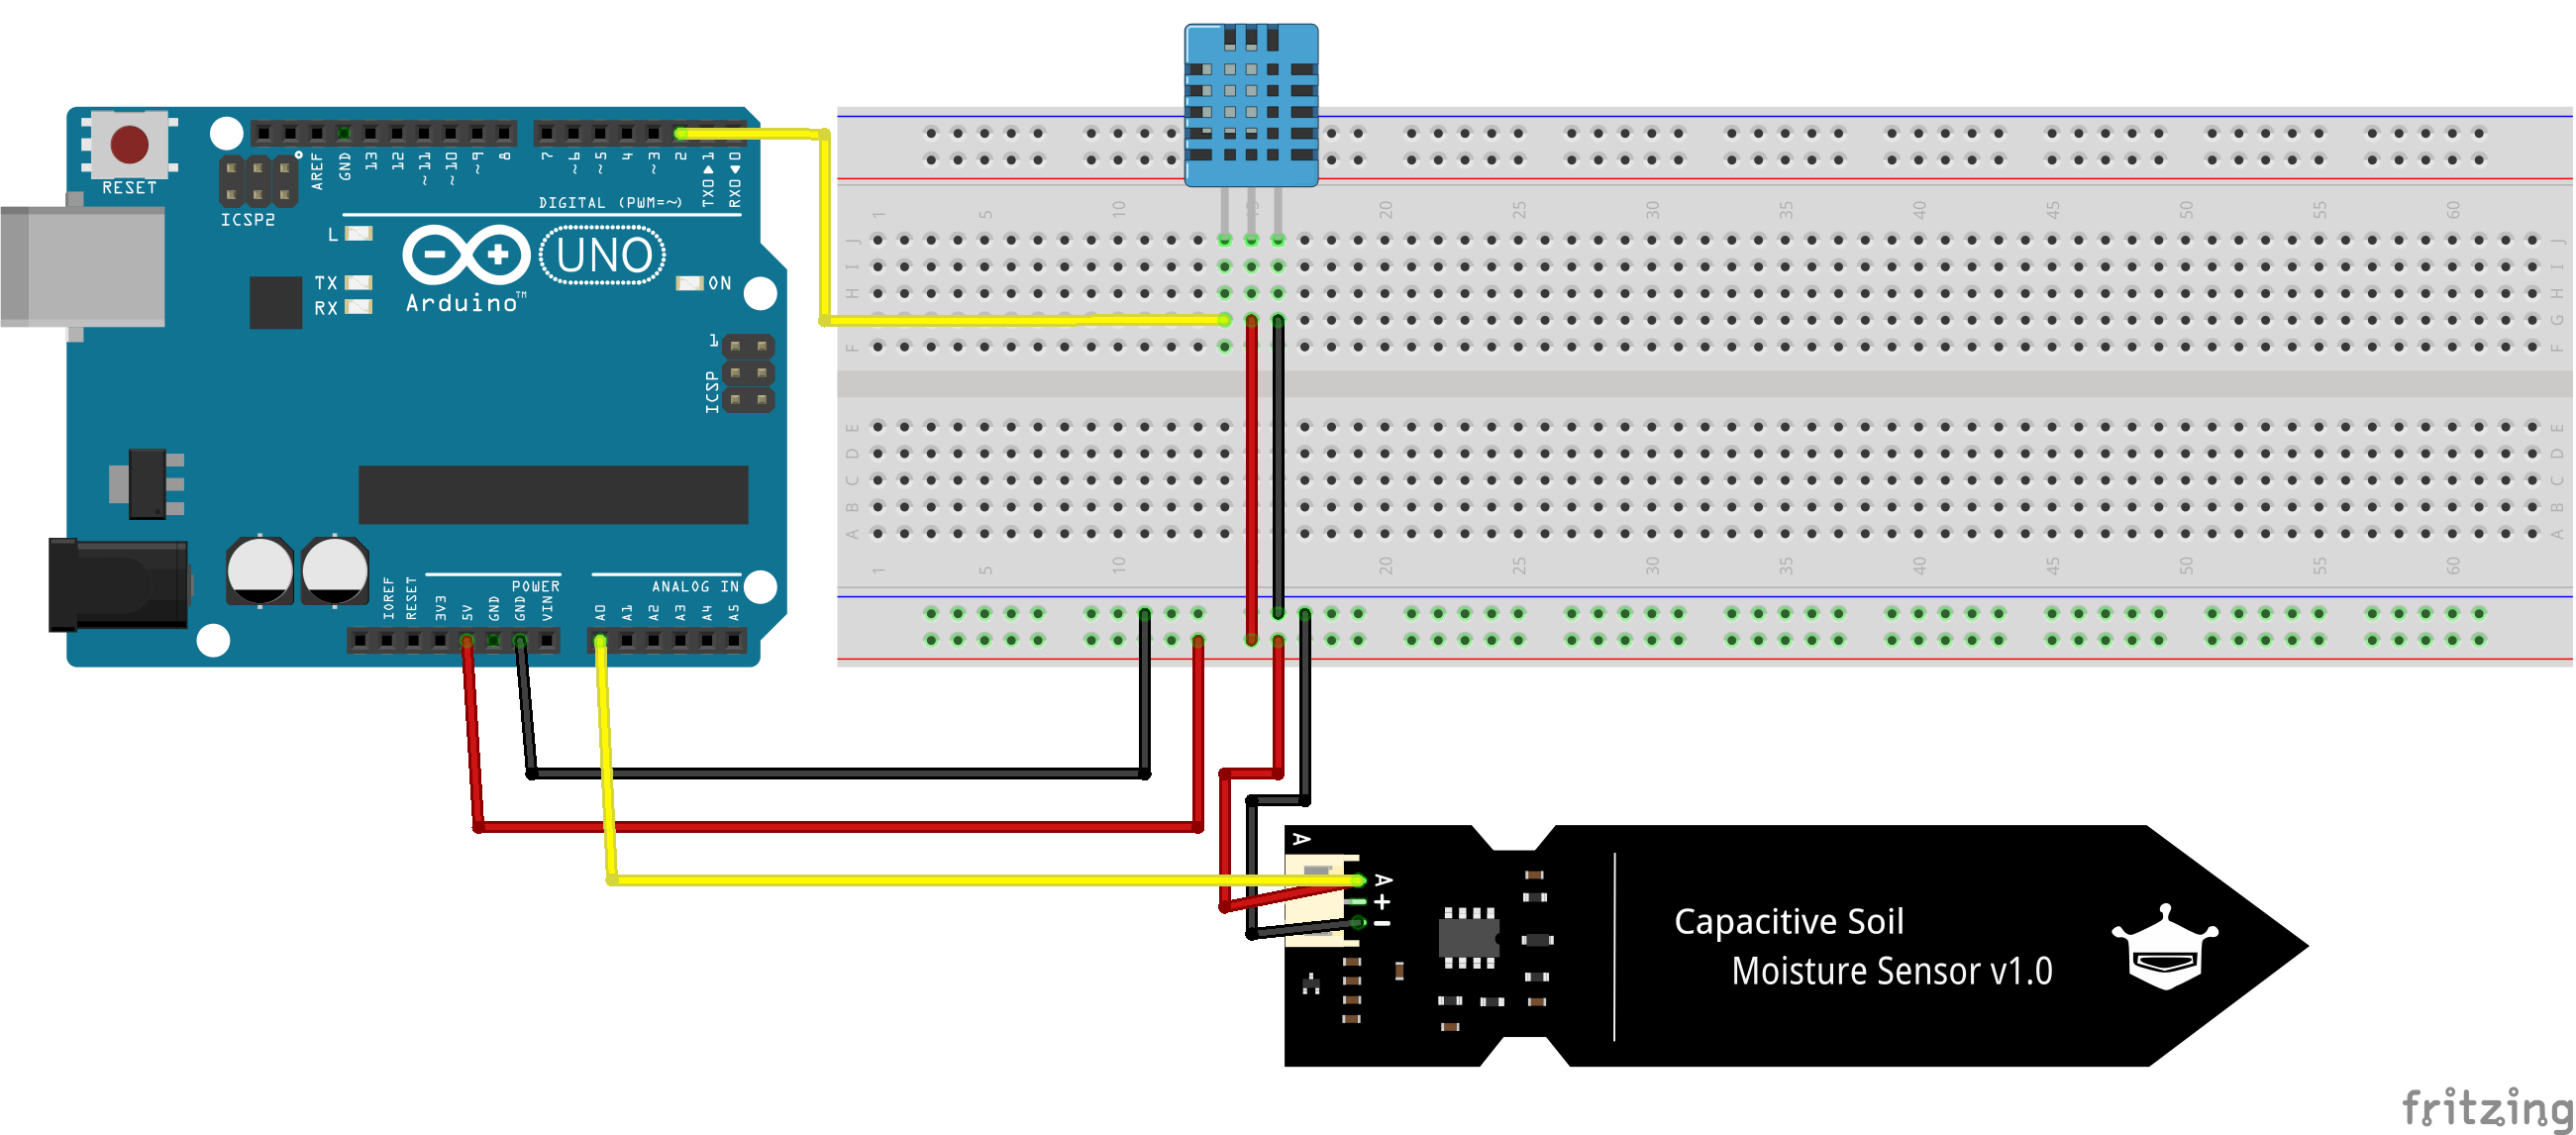 RESET
ICSP2
AREF
GND
13
12
~11
~10
~9
8
7
~6
~5
4
~3
2
TX0▶1
RX0◀0
DIGITAL (PWM=~)
L
TX
RX
UNO
ON
Arduino™
1
ICSP
POWER
ANALOG IN
IOREF
RESET
3V3
5V
GND
GND
VIN
A0
A1
A2
A3
A4
A5
1 5 10 15 20 25 30 35 40 45 50 55 60
J J
I I
H H
G G
F F
E E
D D
C C
B B
A A
1 5 10 20 25 30 35 40 45 50 55 60
A
A
+
−
Capacitive Soil
Moisture Sensor v1.0
fritzing